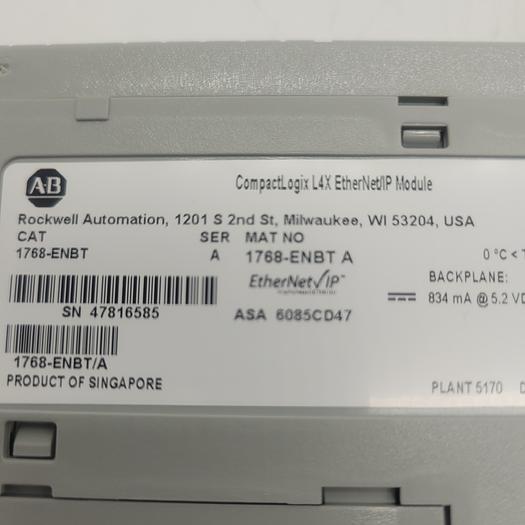 A-B
CompactLogix L4X EtherNet/IP Module
Rockwell Automation, 1201 S 2nd St, Milwaukee, WI 53204, USA
CAT SER MAT NO
1768-ENBT A 1768-ENBT A 0 °C <
EtherNet/IP™
BACKPLANE:
834 mA @ 5.2 V
SN 47816585
ASA 6085CD47
1768-ENBT/A
PRODUCT OF SINGAPORE
PLANT 5170